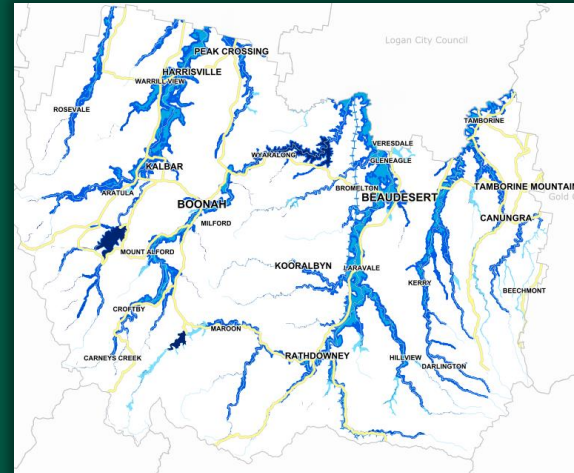 Logan City Council
PEAK CROSSING
HARRISVILLE
WARRILL VIEW
ROSEVALE
TAMBORINE
VERESDALE
WYARALONG
GLENEAGLE
KALBAR
ARATULA
BROMELTON
TAMBORINE MOUNTAIN
BEAUDESERT
Gold C
BOONAH
CANUNGRA
MILFORD
MOUNT ALFORD
KOORALBYN
LARAVALE
KERRY
BEECHMONT
CROFTBY
MAROON
CARNEYS CREEK
RATHDOWNEY
HILLVIEW
DARLINGTON